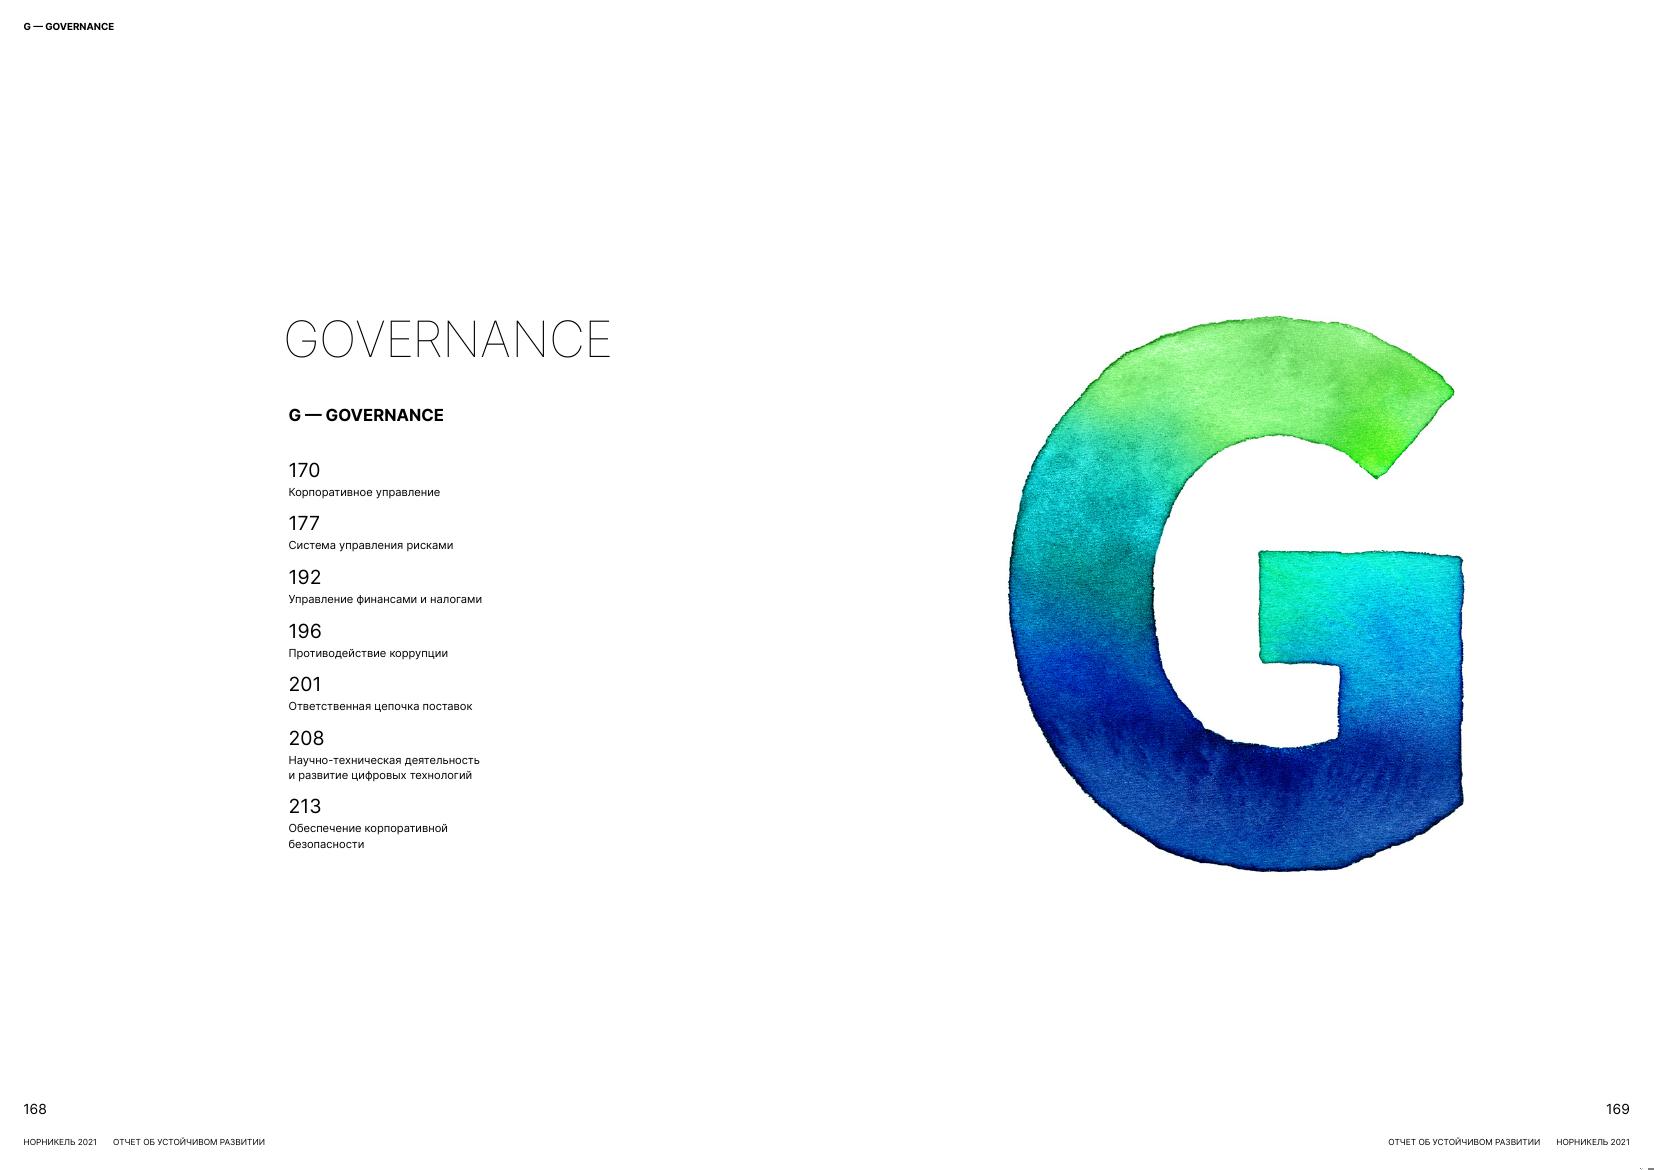 G — GOVERNANCE
GOVERNANCE
G — GOVERNANCE
170
Корпоративное управление
177
Система управления рисками
192
Управление финансами и налогами
196
Противодействие коррупции
201
Ответственная цепочка поставок
208
Научно-техническая деятельность
и развитие цифровых технологий
213
Обеспечение корпоративной
безопасности
G
168
169
НОРНИКЕЛЬ 2021 ОТЧЕТ ОБ УСТОЙЧИВОМ РАЗВИТИИ
ОТЧЕТ ОБ УСТОЙЧИВОМ РАЗВИТИИ НОРНИКЕЛЬ 2021